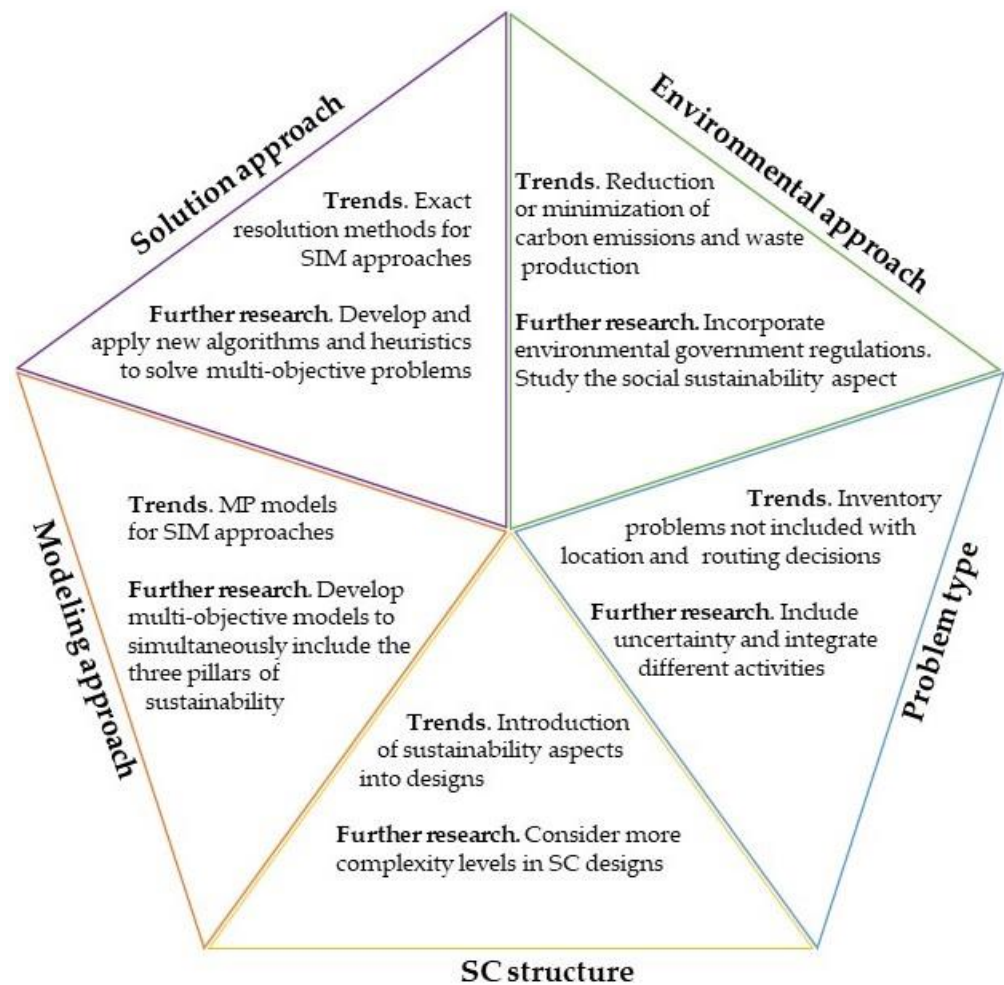 Solution approach
Trends. Exact
resolution methods for
SIM approaches
Further research. Develop and
apply new algorithms and heuristics
to solve multi-objective problems
Environmental approach
Trends. Reduction
or minimization of
carbon emissions and waste
production
Further research. Incorporate
environmental government regulations.
Study the social sustainability aspect
Modeling approach
Trends. MP models
for SIM approaches
Further research. Develop
multi-objective models to
simultaneously include the
three pillars of
sustainability
Problem type
Trends. Inventory
problems not included with
location and routing decisions
Further research. Include
uncertainty and integrate
different activities
Trends. Introduction
of sustainability aspects
into designs
Further research. Consider more
complexity levels in SC designs
SC structure